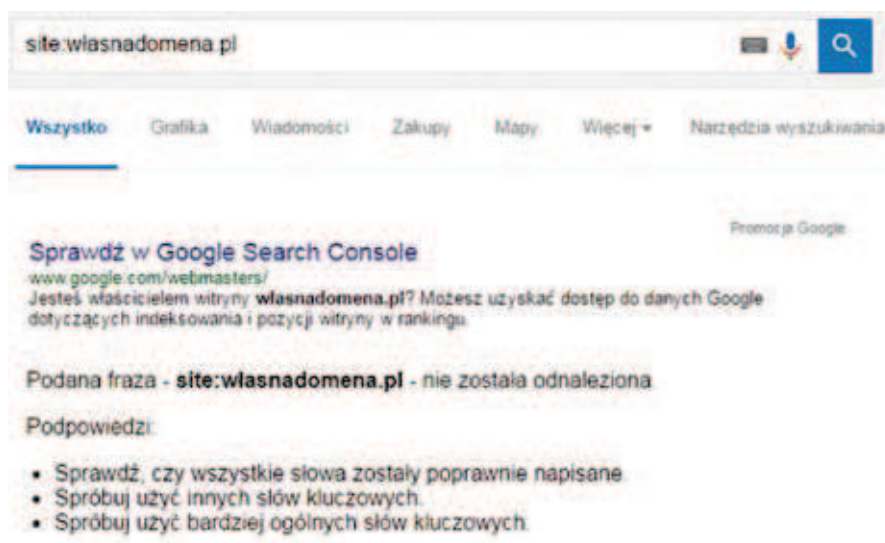 site:wlasnadomena.pl
Wszystko Grafika Wiadomości Zakupy Mapy Więcej Narzędzia wyszukiwania
Promocja Google
Sprawdź w Google Search Console
www.google.com/webmasters/
Jesteś właścicielem witryny wlasnadomena.pl? Możesz uzyskać dostęp do danych Google
dotyczących indeksowania i pozycji witryny w rankingu.
Podana fraza - site:wlasnadomena.pl - nie została odnaleziona.
Podpowiedzi:
• Sprawdź, czy wszystkie słowa zostały poprawnie napisane.
• Spróbuj użyć innych słów kluczowych.
• Spróbuj użyć bardziej ogólnych słów kluczowych.